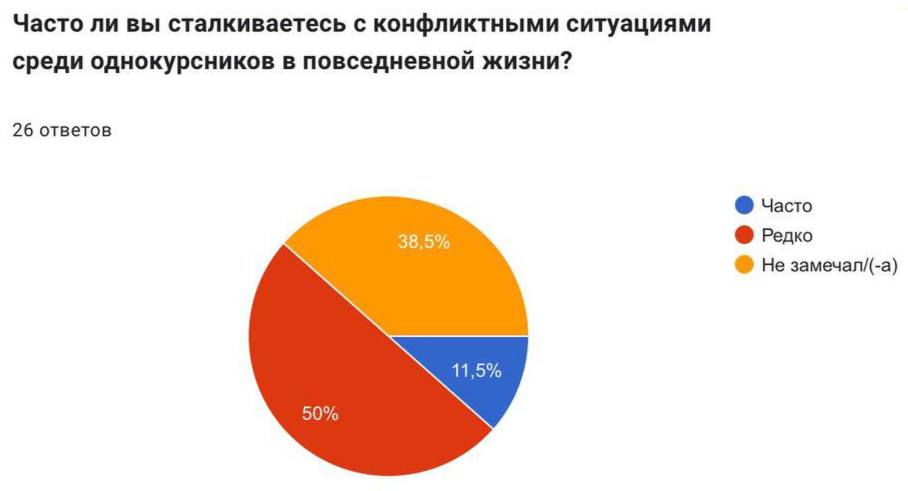 Часто ли вы сталкиваетесь с конфликтными ситуациями
среди однокурсников в повседневной жизни?
26 ответов
38,5%
11,5%
50%
Часто
Редко
Не замечал/(-а)